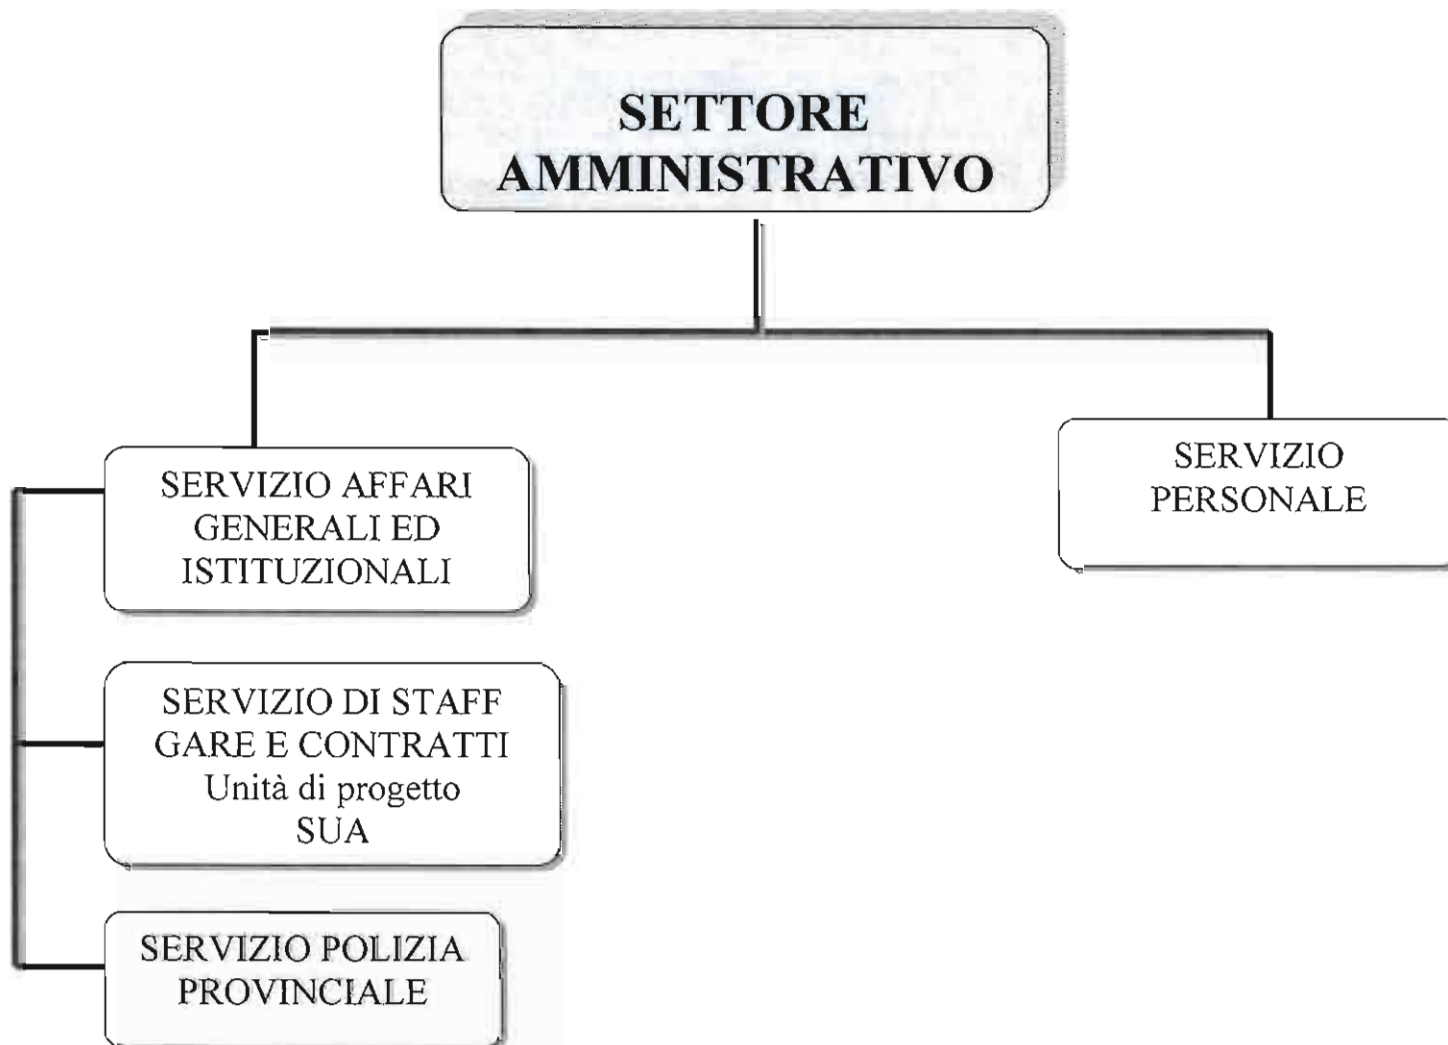 SETTORE
AMMINISTRATIVO
SERVIZIO AFFARI
GENERALI ED
ISTITUZIONALI
SERVIZIO
PERSONALE
SERVIZIO DI STAFF
GARE E CONTRATTI
Unità di progetto
SUA
SERVIZIO POLIZIA
PROVINCIALE